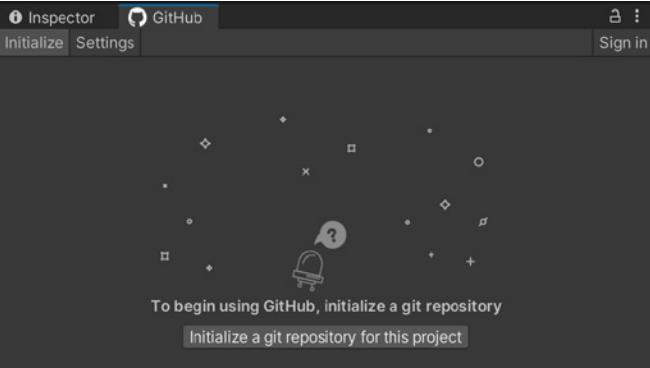 Inspector GitHub
Initialize Settings Sign in
?
To begin using GitHub, initialize a git repository
Initialize a git repository for this project